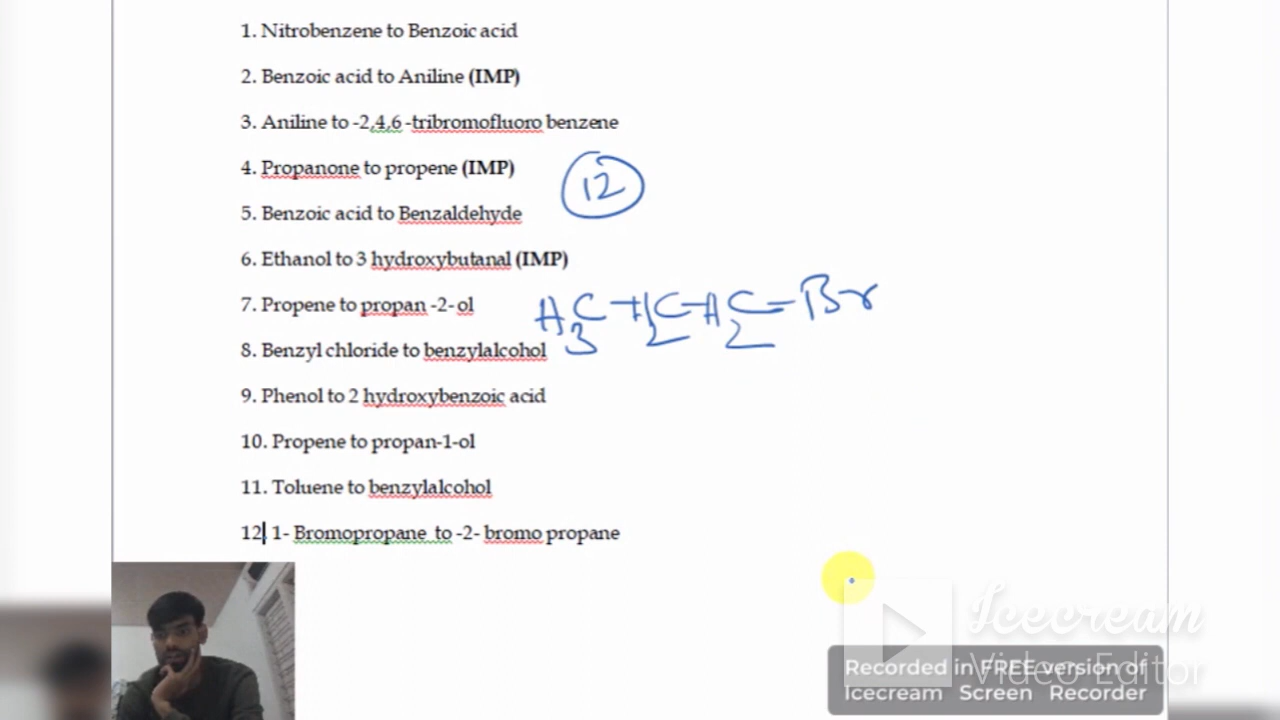 1. Nitrobenzene to Benzoic acid
2. Benzoic acid to Aniline (IMP)
3. Aniline to -2,4,6 -tribromofluoro benzene
4. Propanone to propene (IMP)
12
5. Benzoic acid to Benzaldehyde
6. Ethanol to 3 hydroxybutanal (IMP)
7. Propene to propan -2- ol
H3C-H2C-H2C-Br
8. Benzyl chloride to benzylalcohol
9. Phenol to 2 hydroxybenzoic acid
10. Propene to propan-1-ol
11. Toluene to benzylalcohol
12. 1- Bromopropane to -2- bromo propane
Icecream
Video Editor
Recorded in FREE version of
Icecream Screen Recorder